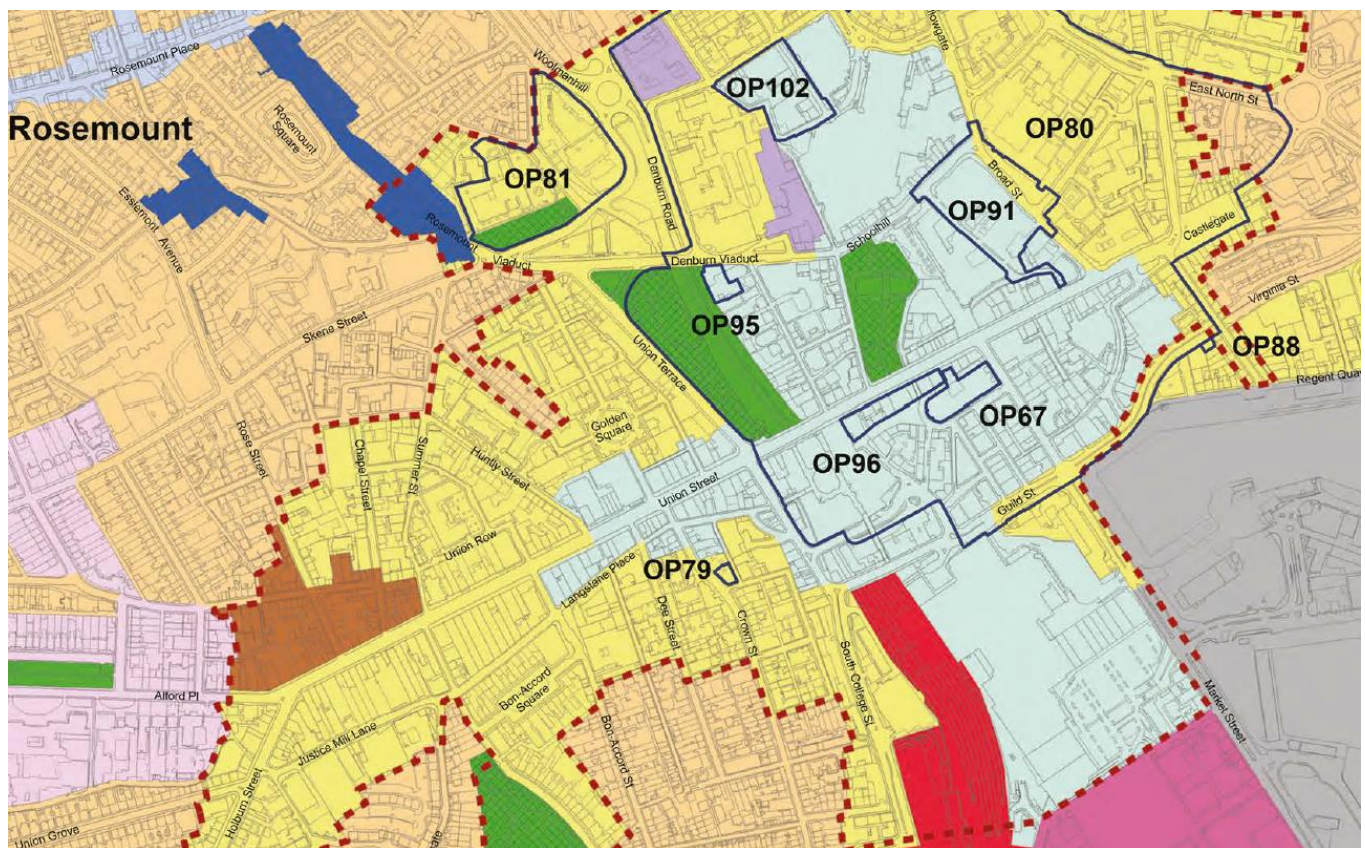 Rosemount Place
Woolmanhill
OP102
East North St
Rosemount
Rosemount
Square
OP80
OP81
Denburn Road
Broad St
OP91
Esslemont Avenue
Castlegate
Schoolhill
Rosemount
Viaduct
Denburn Viaduct
Virginia St
Skene Street
OP95
OP88
Union Terrace
Regent Quay
Golden
Square
OP67
Rose Street
Chapel Street
Summer St
Huntly Street
OP96
Union Street
Guild St
Union Row
Langstane Place
OP79
Dee Street
Crown St
South College St
Alford Pl
Bon-Accord
Square
Market Street
Justice Mill Lane
Bon-Accord St
Holburn Street
Union Grove